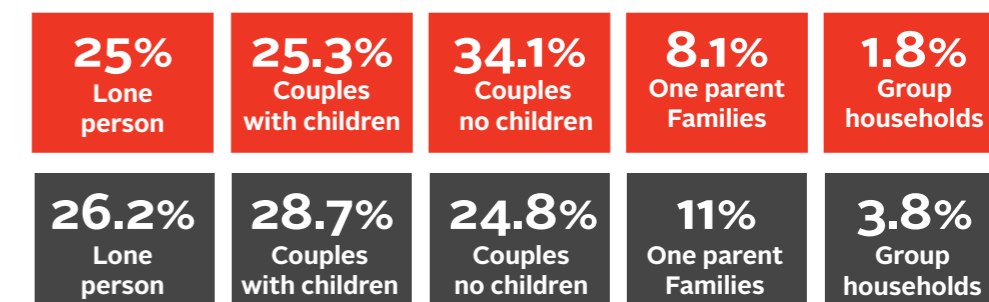 25%
Lone
person
25.3%
Couples
with children
34.1%
Couples
no children
8.1%
One parent
Families
1.8%
Group
households
26.2%
Lone
person
28.7%
Couples
with children
24.8%
Couples
no children
11%
One parent
Families
3.8%
Group
households